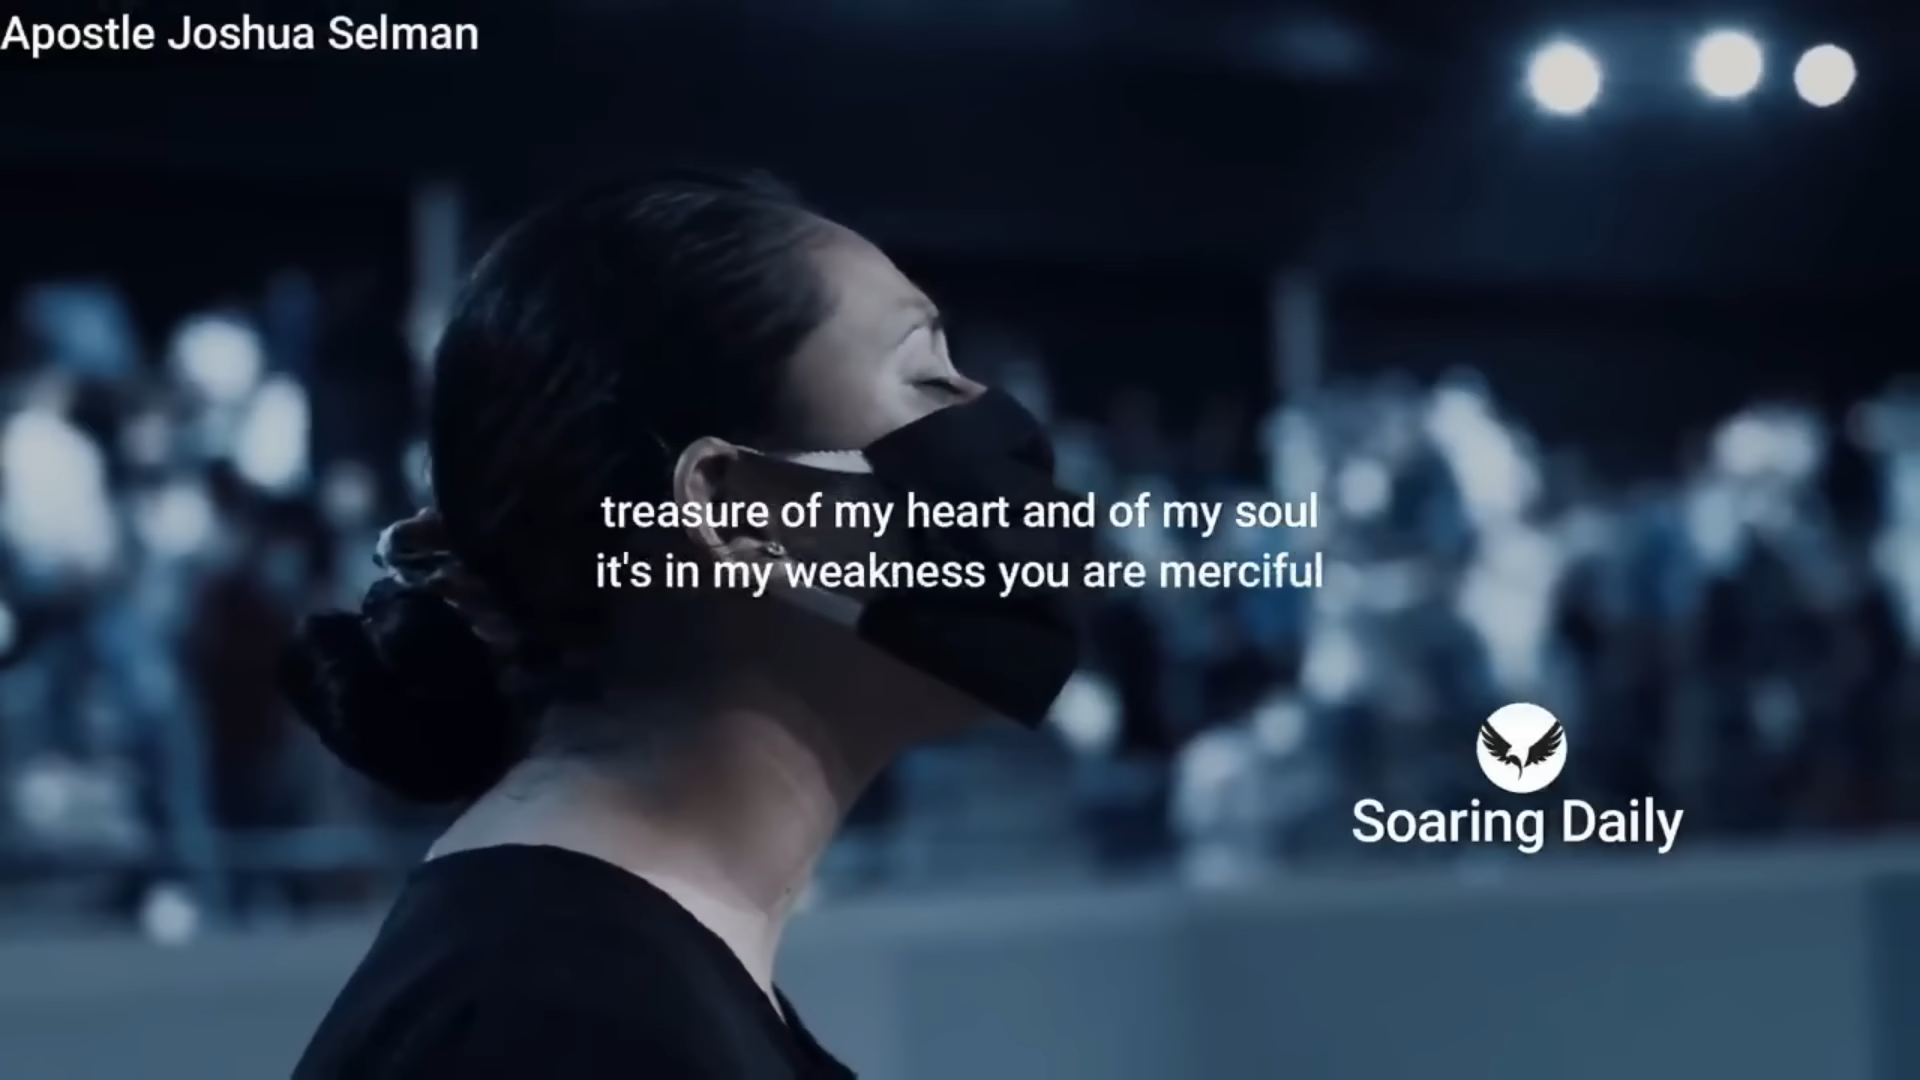 Apostle Joshua Selman
treasure of my heart and of my soul
it's in my weakness you are merciful
Soaring Daily